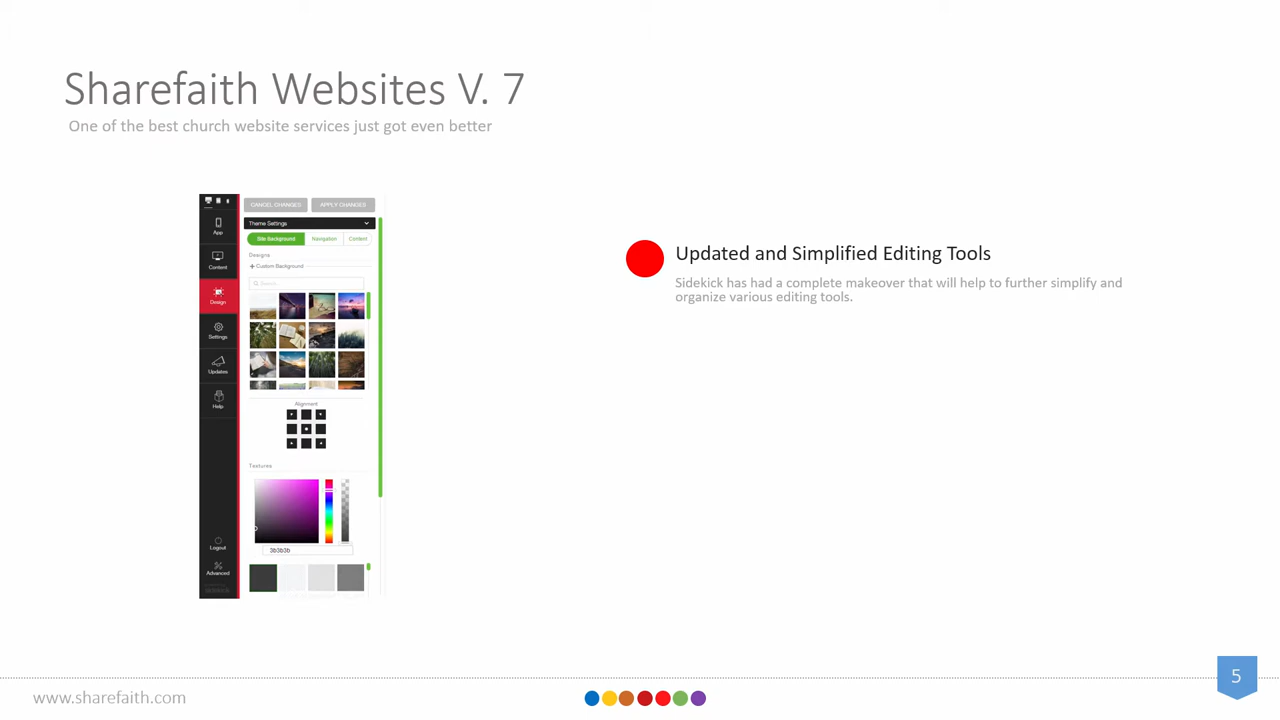 Sharefaith Websites V. 7
One of the best church website services just got even better
CANCEL CHANGES
APPLY CHANGES
App
Theme Settings
Site Background
Navigation
Content
Content
Designs
Custom Background
Search
Design
Settings
Updates
Help
Alignment
Textures
3b3b3b
Logout
Advanced
Updated and Simplified Editing Tools
Sidekick has had a complete makeover that will help to further simplify and
organize various editing tools.
5
www.sharefaith.com